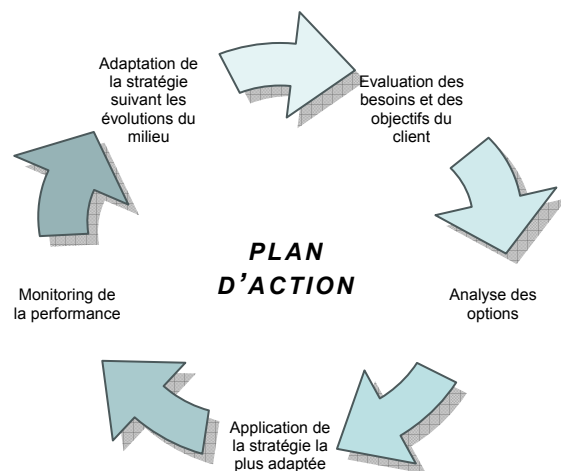 Adaptation de
la stratégie
suivant les
évolutions du
milieu
Evaluation des
besoins et des
objectifs du
client
PLAN
D’ACTION
Monitoring de
la performance
Analyse des
options
Application de
la stratégie la
plus adaptée